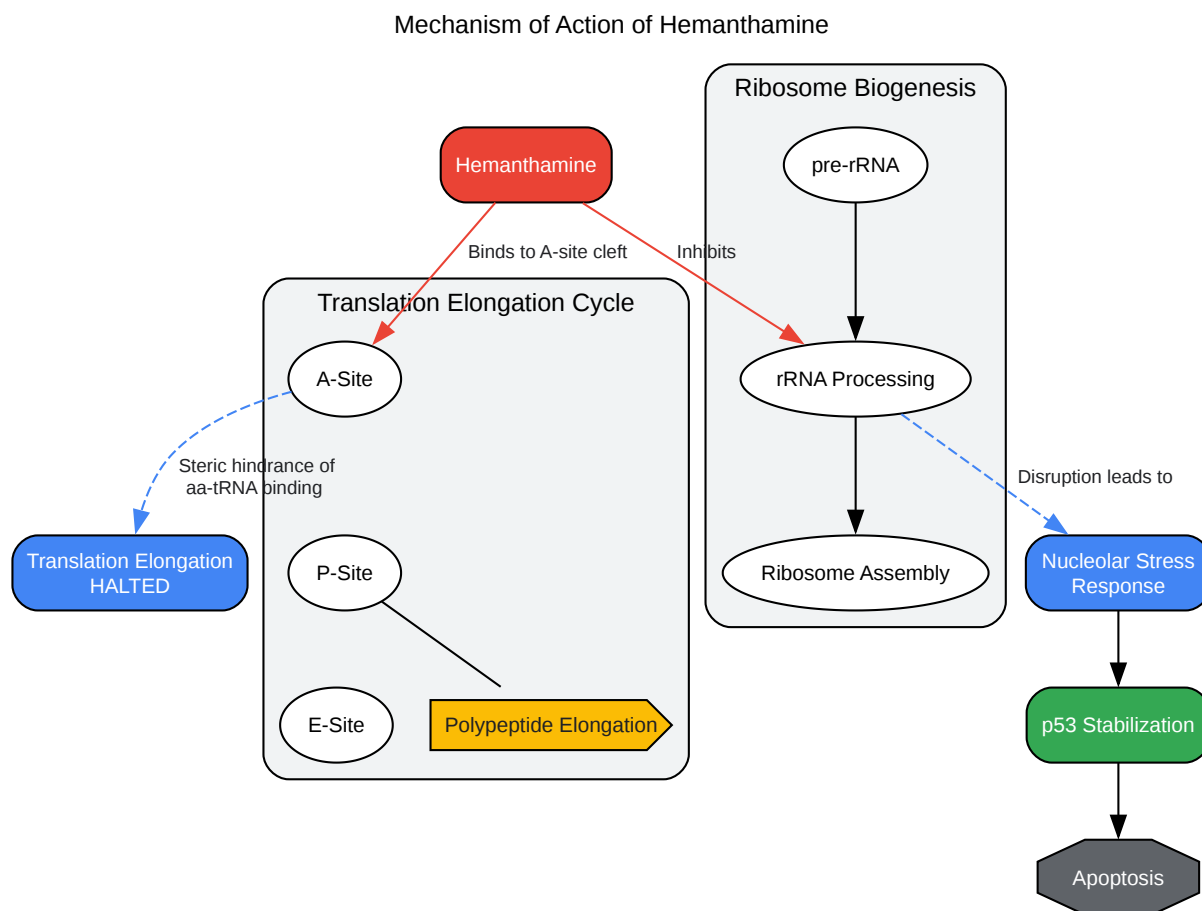 Mechanism of Action of Hemanthamine
Ribosome Biogenesis
pre-rRNA
Hemanthamine
Binds to A-site cleft
Inhibits
Translation Elongation Cycle
A-Site
rRNA Processing
Steric hindrance of
aa-tRNA binding
Disruption leads to
Translation Elongation
HALTED
P-Site
Ribosome Assembly
Nucleolar Stress
Response
E-Site
Polypeptide Elongation
p53 Stabilization
Apoptosis